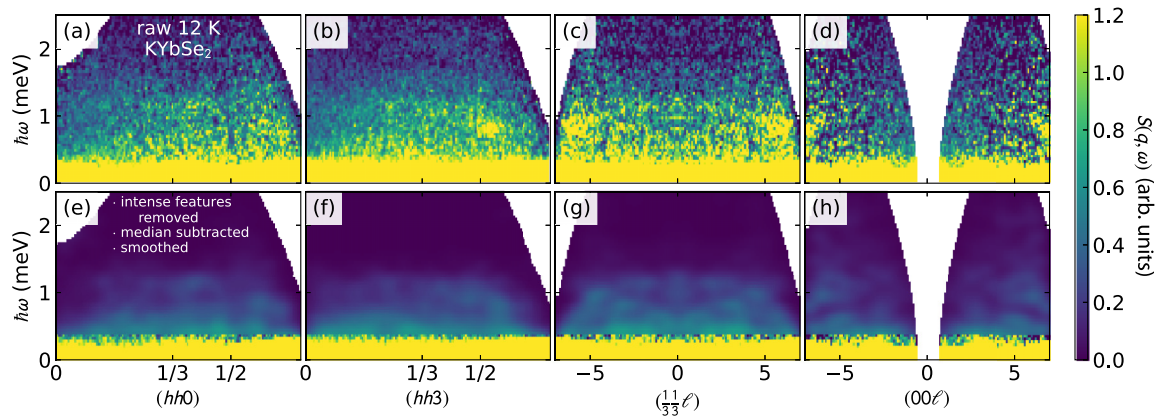 (a) raw 12 K
KYbSe₂
(b)
(c)
(d)
ħω (meV)
2
1
0
(e) · intense features
removed
· median subtracted
· smoothed
(f)
(g)
(h)
ħω (meV)
2
1
0
0 1/3 1/2
(hh0)
0 1/3 1/2
(hh3)
−5 0 5
(1/3 1/3 ℓ)
−5 0 5
(00ℓ)
1.2
1.0
0.8
0.6
0.4
0.2
0.0
S(q, ω) (arb. units)